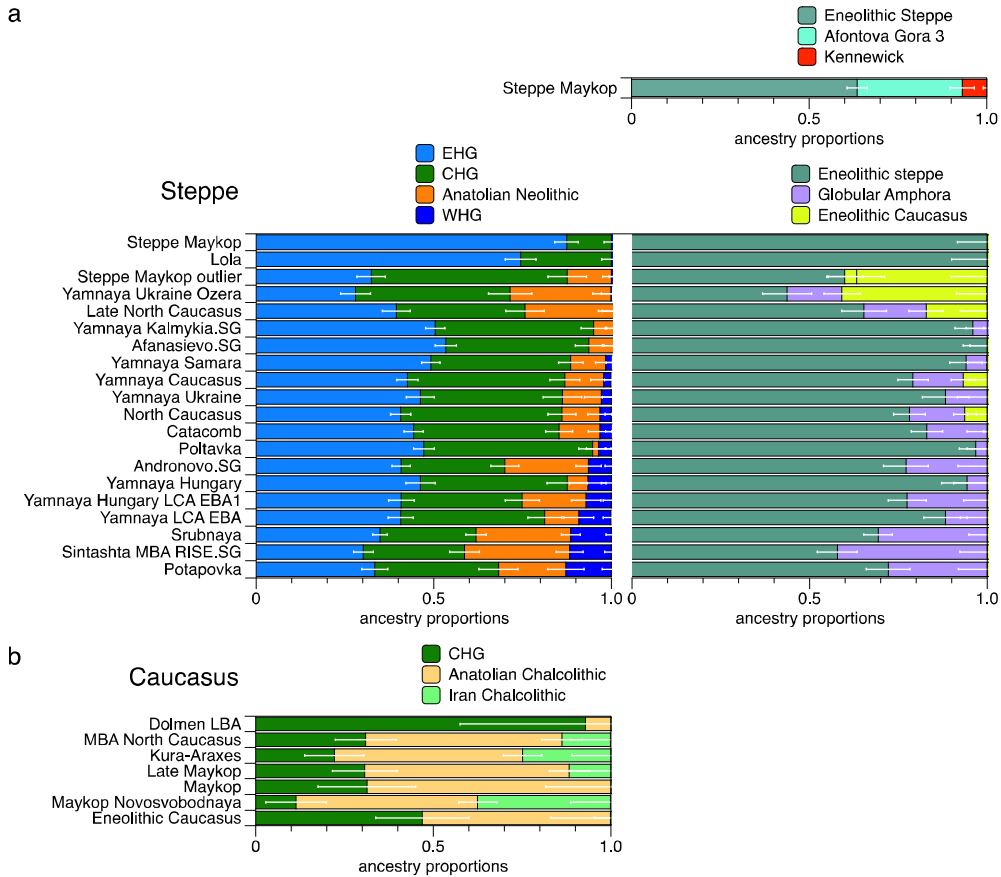 a
Eneolithic Steppe
Afontova Gora 3
Kennewick
Steppe Maykop
0 0.5 1.0
ancestry proportions
Steppe
EHG
CHG
Anatolian Neolithic
WHG
Eneolithic steppe
Globular Amphora
Eneolithic Caucasus
Steppe Maykop
Lola
Steppe Maykop outlier
Yamnaya Ukraine Ozera
Late North Caucasus
Yamnaya Kalmykia.SG
Afanasievo.SG
Yamnaya Samara
Yamnaya Caucasus
Yamnaya Ukraine
North Caucasus
Catacomb
Poltavka
Andronovo.SG
Yamnaya Hungary
Yamnaya Hungary LCA EBA1
Yamnaya LCA EBA
Srubnaya
Sintashta MBA RISE.SG
Potapovka
0 0.5 1.0 0 0.5 1.0
ancestry proportions ancestry proportions
b
Caucasus
CHG
Anatolian Chalcolithic
Iran Chalcolithic
Dolmen LBA
MBA North Caucasus
Kura-Araxes
Late Maykop
Maykop
Maykop Novosvobodnaya
Eneolithic Caucasus
0 0.5 1.0
ancestry proportions